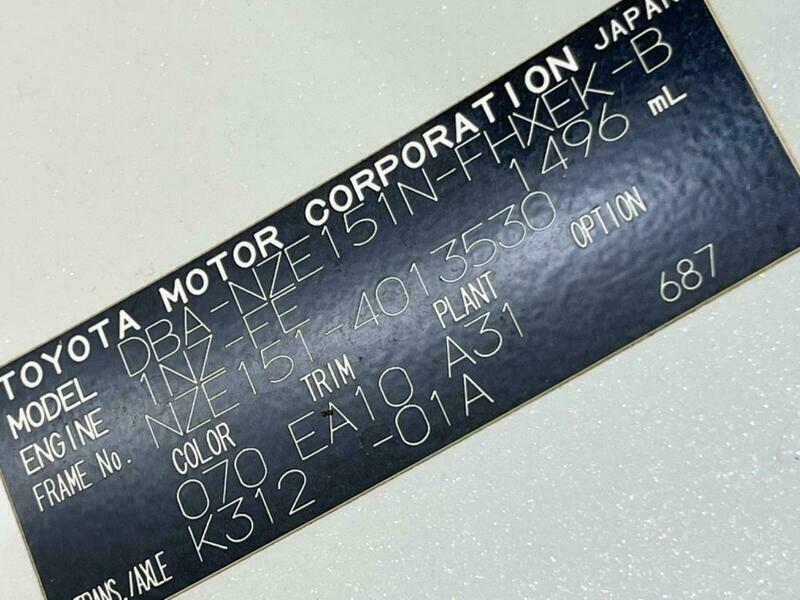 TOYOTA MOTOR CORPORATION JAPAN
MODEL DBA-NZE151N-FHXEK-B
ENGINE 1NZ-FE 1496 mL
FRAME No. NZE151-4013530
COLOR TRIM PLANT OPTION
070 EA10 A31 687
TRANS./AXLE K312 -01A